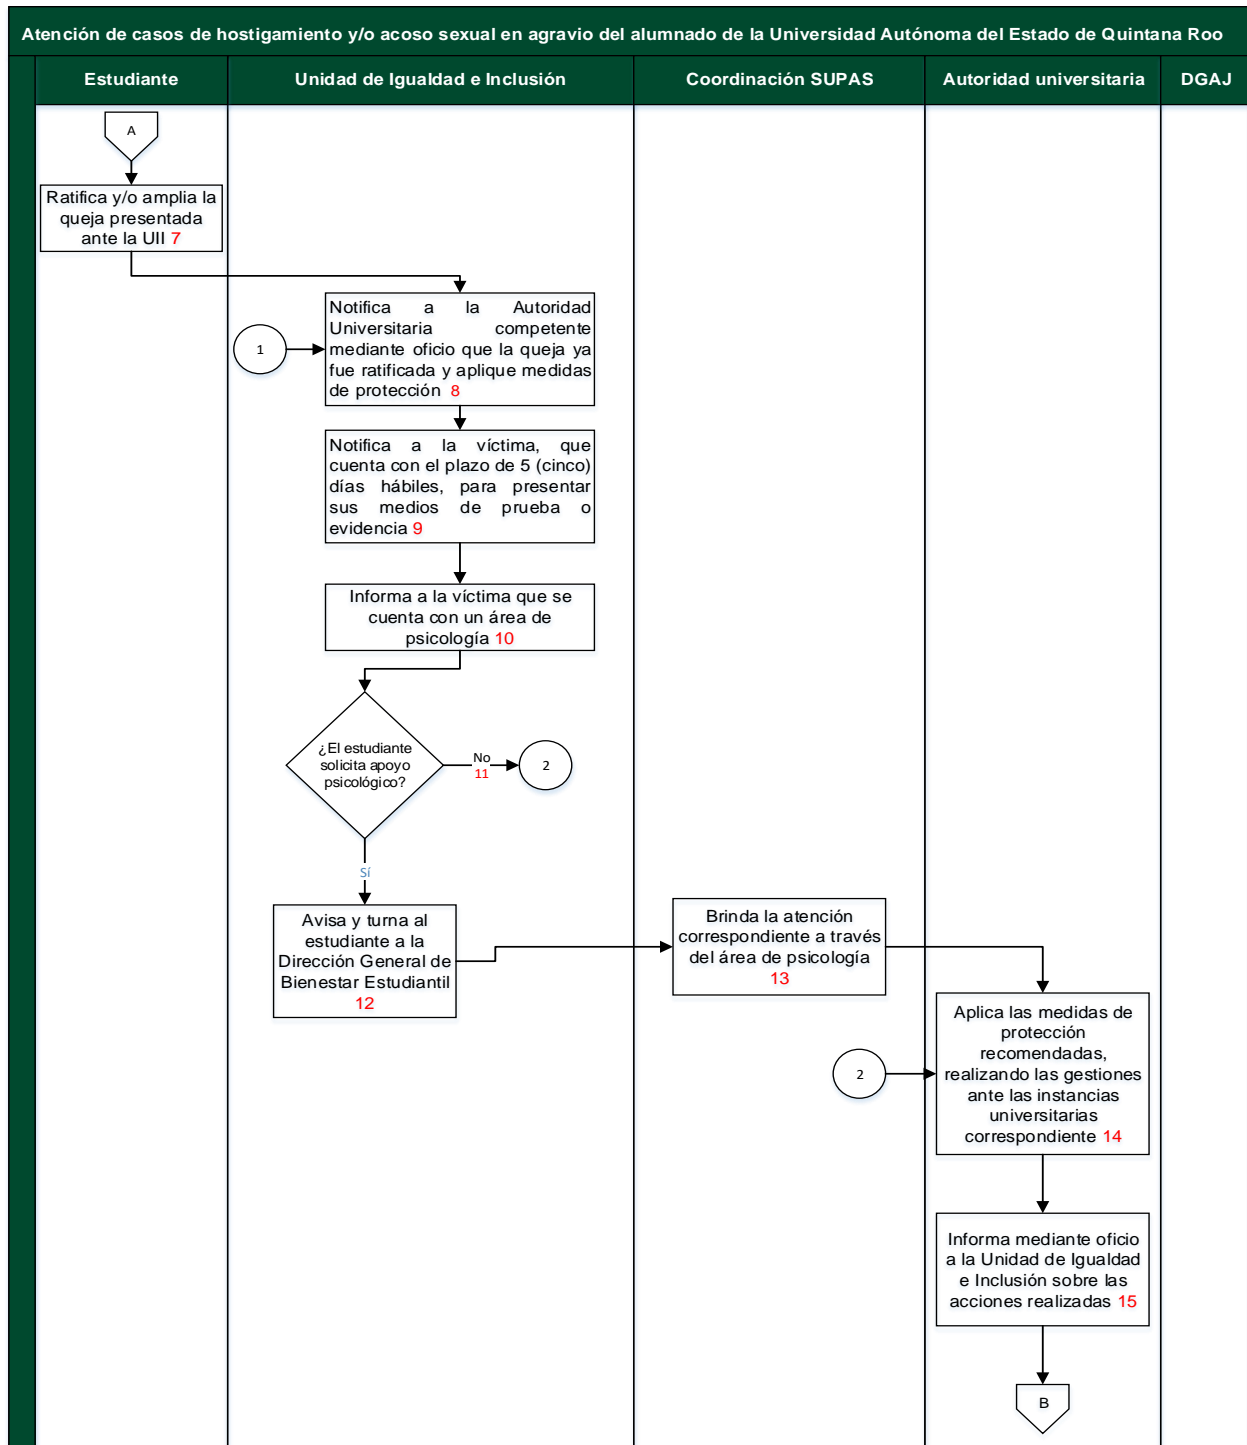 Atención de casos de hostigamiento y/o acoso sexual en agravio del alumnado de la Universidad Autónoma del Estado de Quintana Roo
Estudiante
Unidad de Igualdad e Inclusión
Coordinación SUPAS
Autoridad universitaria
DGAJ
A
Ratifica y/o amplia la
queja presentada
ante la UII 7
1
Notifica a la Autoridad
Universitaria competente
mediante oficio que la queja ya
fue ratificada y aplique medidas
de protección 8
Notifica a la víctima, que
cuenta con el plazo de 5 (cinco)
días hábiles, para presentar
sus medios de prueba o
evidencia 9
Informa a la víctima que se
cuenta con un área de
psicología 10
¿El estudiante
solicita apoyo
psicológico?
No
11
2
Sí
Avisa y turna al
estudiante a la
Dirección General de
Bienestar Estudiantil
12
Brinda la atención
correspondiente a través
del área de psicología
13
2
Aplica las medidas de
protección
recomendadas,
realizando las gestiones
ante las instancias
universitarias
correspondiente 14
Informa mediante oficio
a la Unidad de Igualdad
e Inclusión sobre las
acciones realizadas 15
B